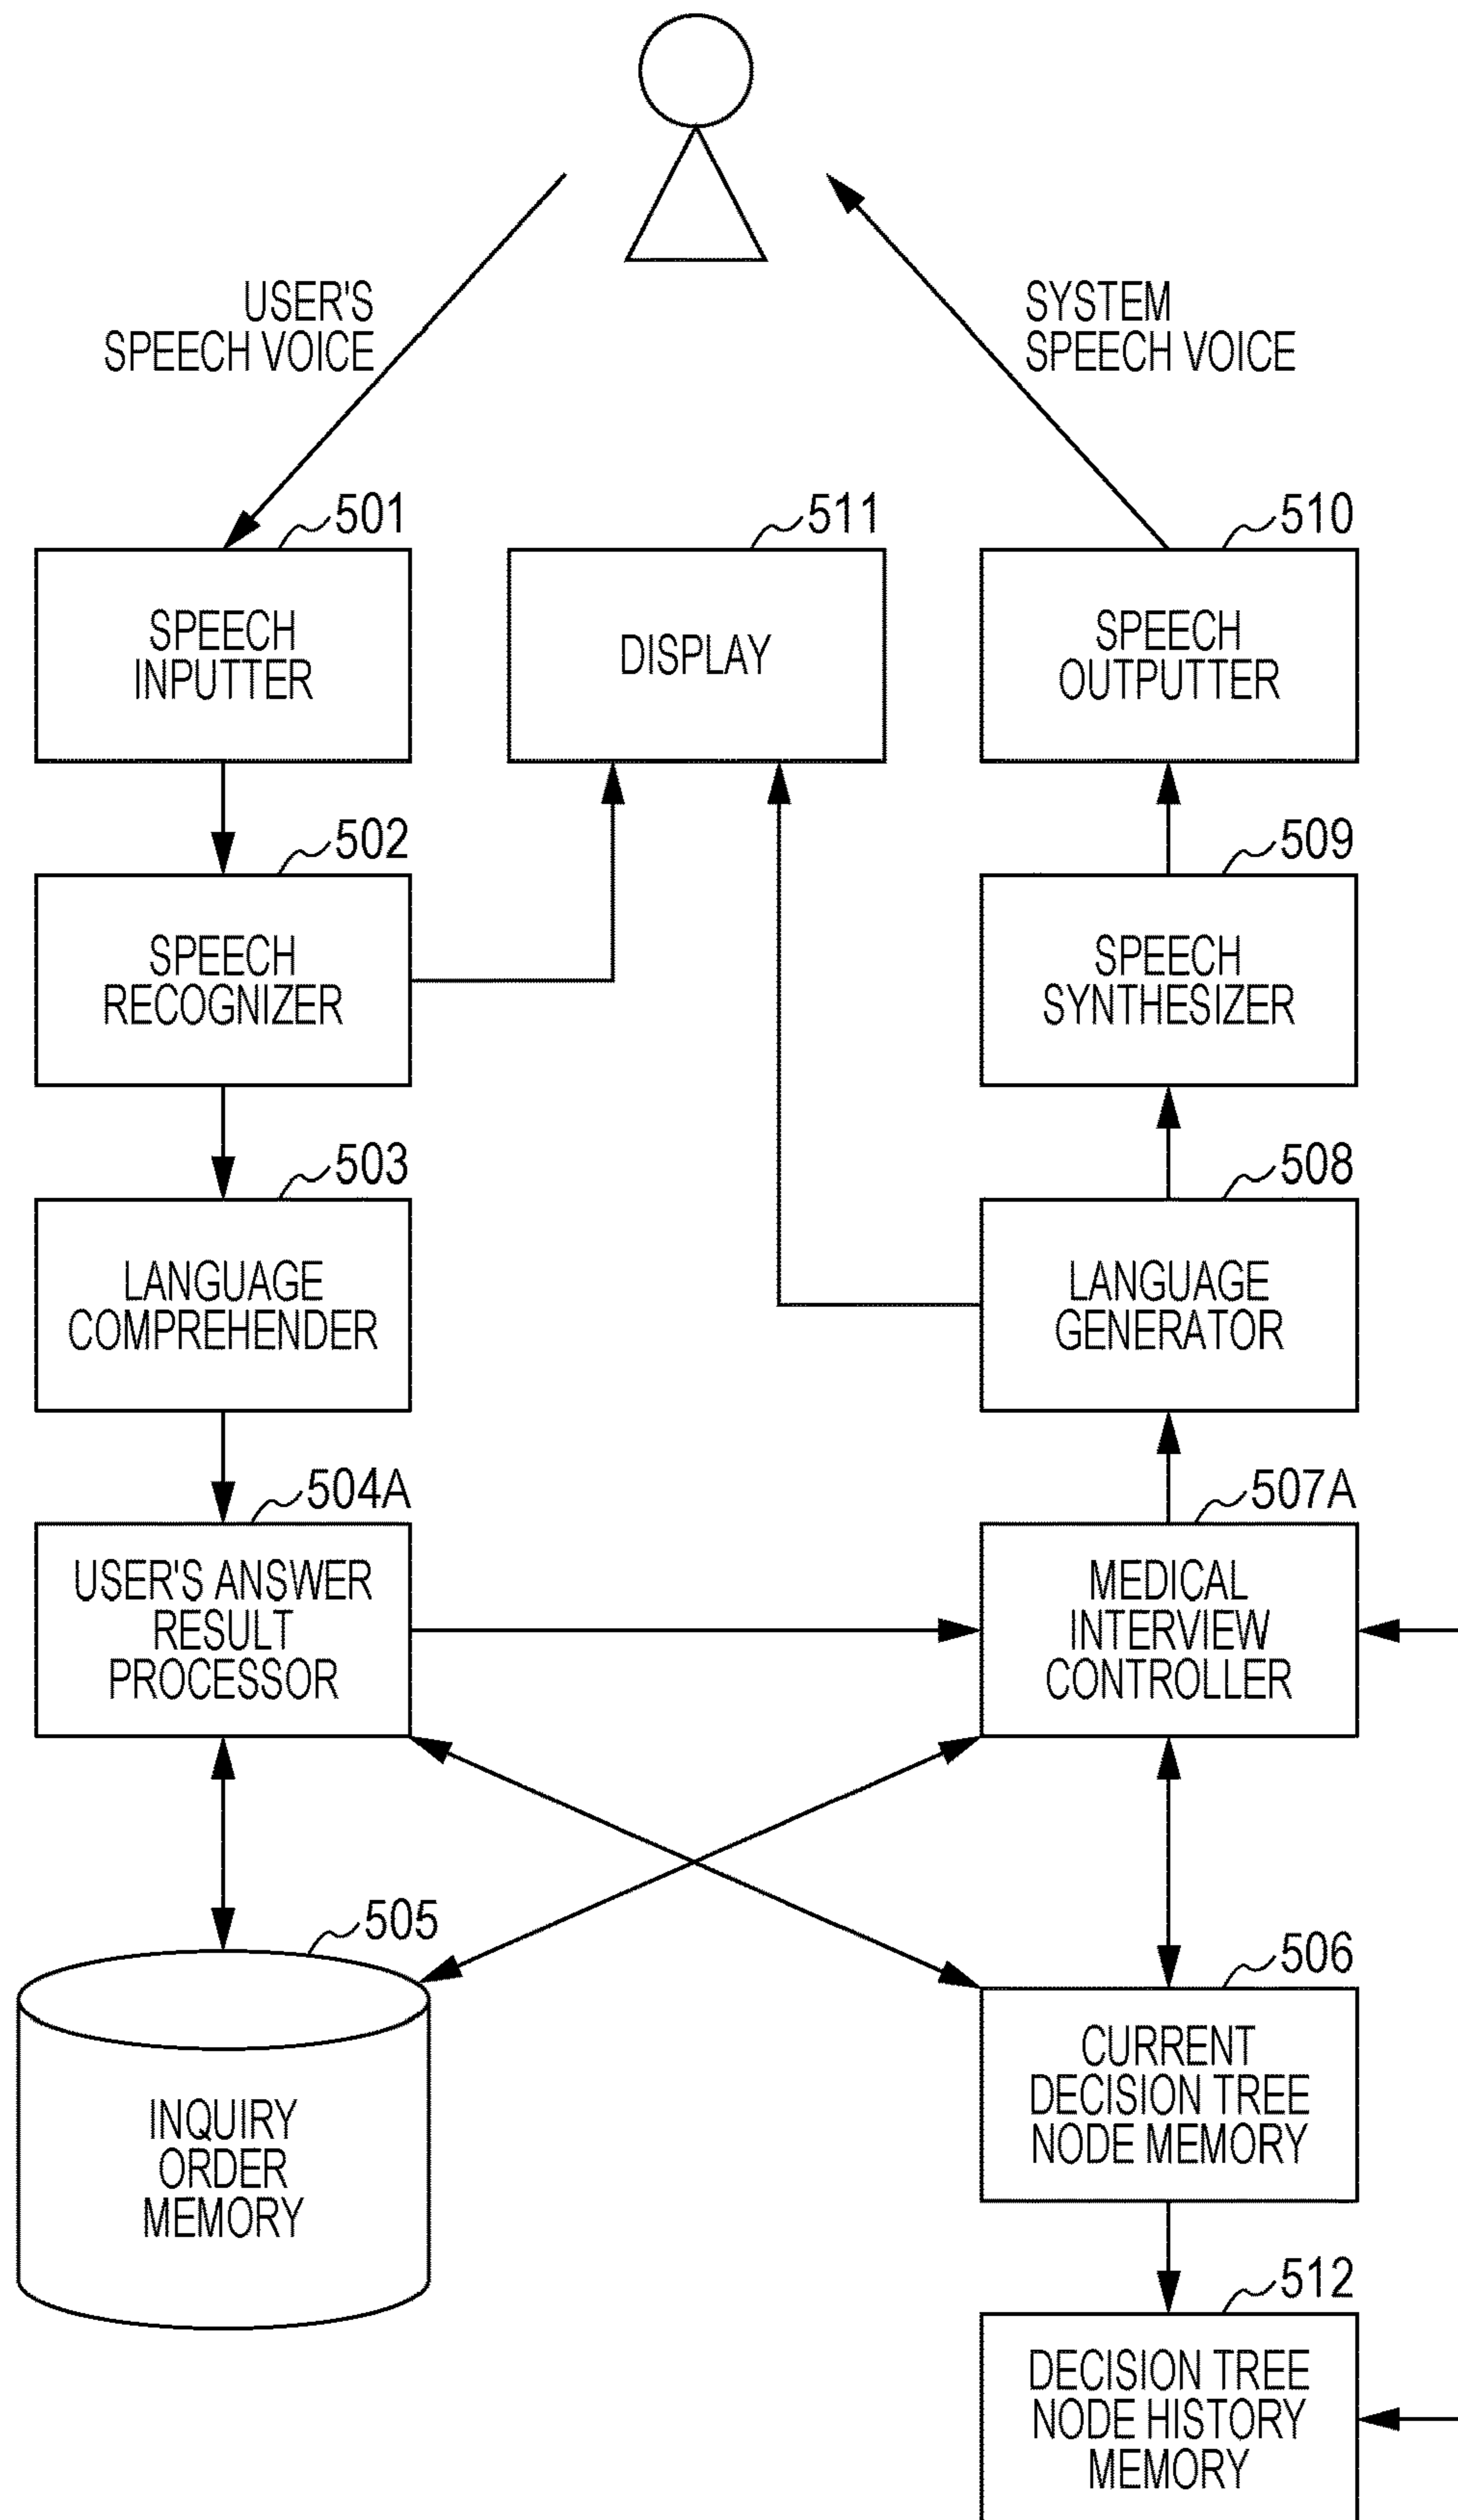 USER'S
SPEECH VOICE
SYSTEM
SPEECH VOICE
501
511
510
SPEECH
INPUTTER
DISPLAY
SPEECH
OUTPUTTER
502
509
SPEECH
RECOGNIZER
SPEECH
SYNTHESIZER
503
508
LANGUAGE
COMPREHENDER
LANGUAGE
GENERATOR
504A
507A
USER'S ANSWER
RESULT
PROCESSOR
MEDICAL
INTERVIEW
CONTROLLER
505
506
INQUIRY
ORDER
MEMORY
CURRENT
DECISION TREE
NODE MEMORY
512
DECISION TREE
NODE HISTORY
MEMORY